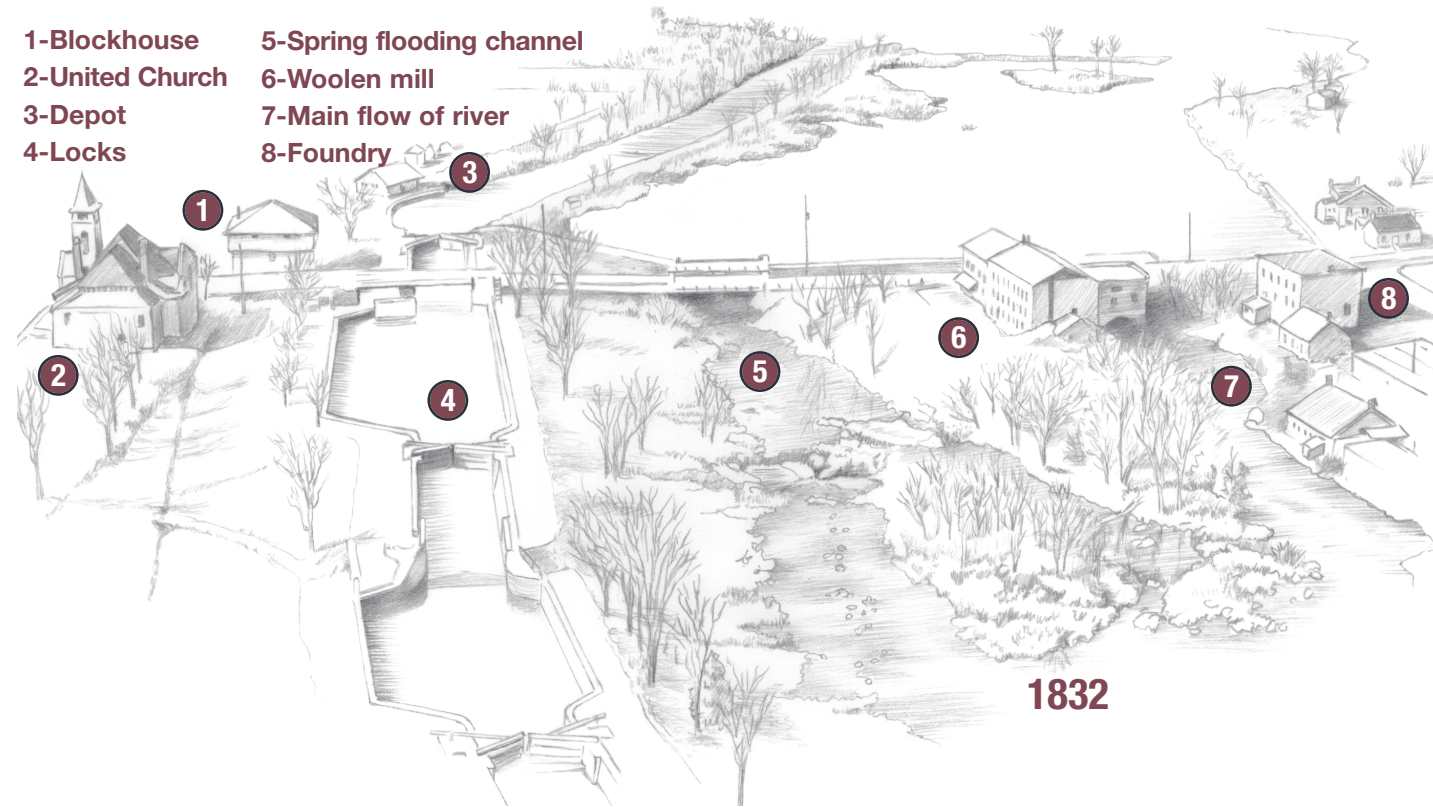 1-Blockhouse
2-United Church
3-Depot
4-Locks
5-Spring flooding channel
6-Woolen mill
7-Main flow of river
8-Foundry
3
1
8
6
5
2
7
4
1832